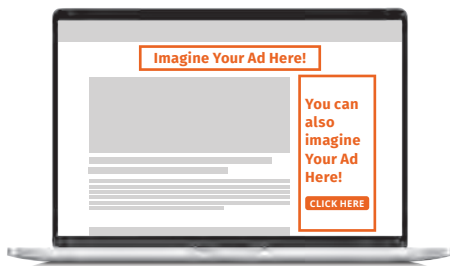 Imagine Your Ad Here!
You can
also
imagine
Your Ad
Here!
CLICK HERE